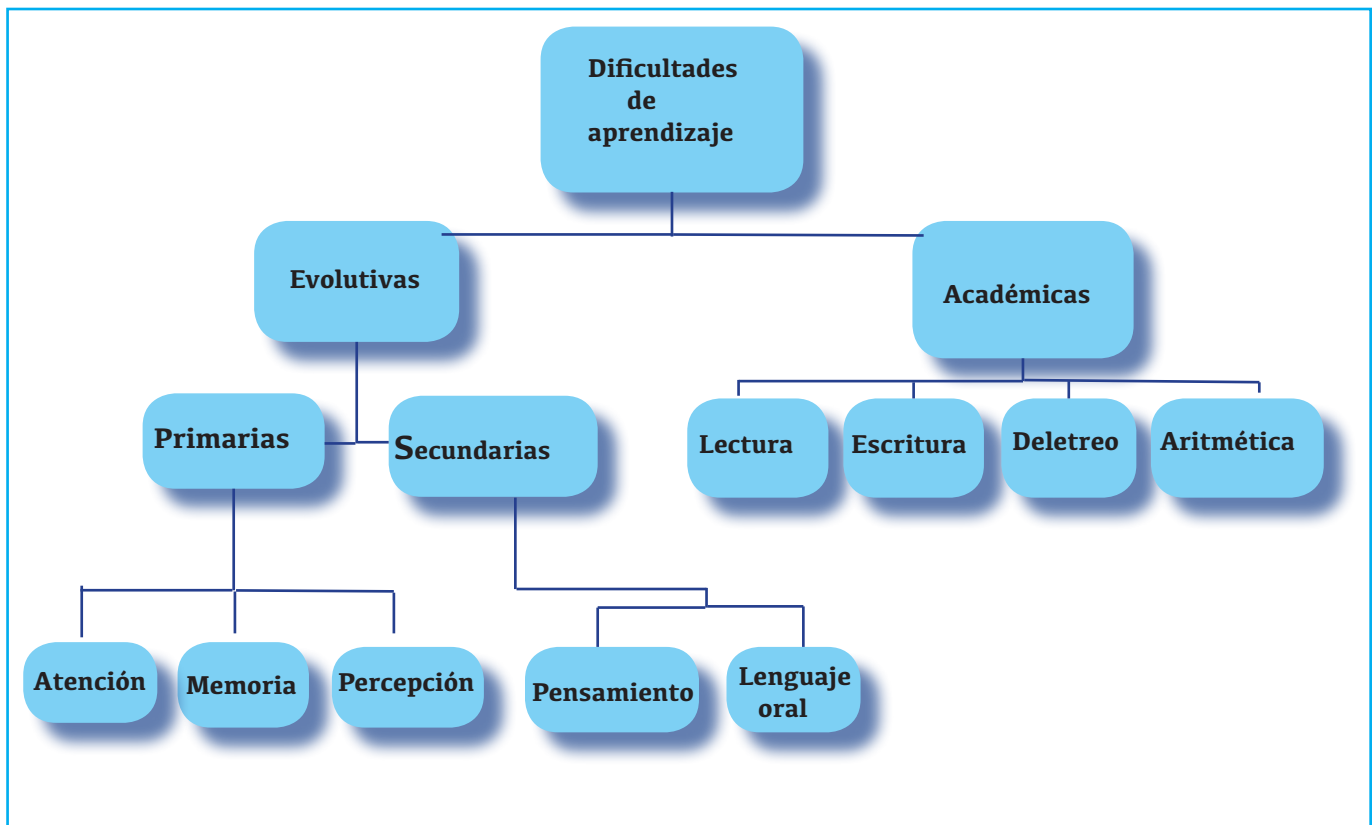 Dificultades
de
aprendizaje
Evolutivas
Académicas
Primarias
Secundarias
Lectura
Escritura
Deletreo
Aritmética
Atención
Memoria
Percepción
Pensamiento
Lenguaje
oral